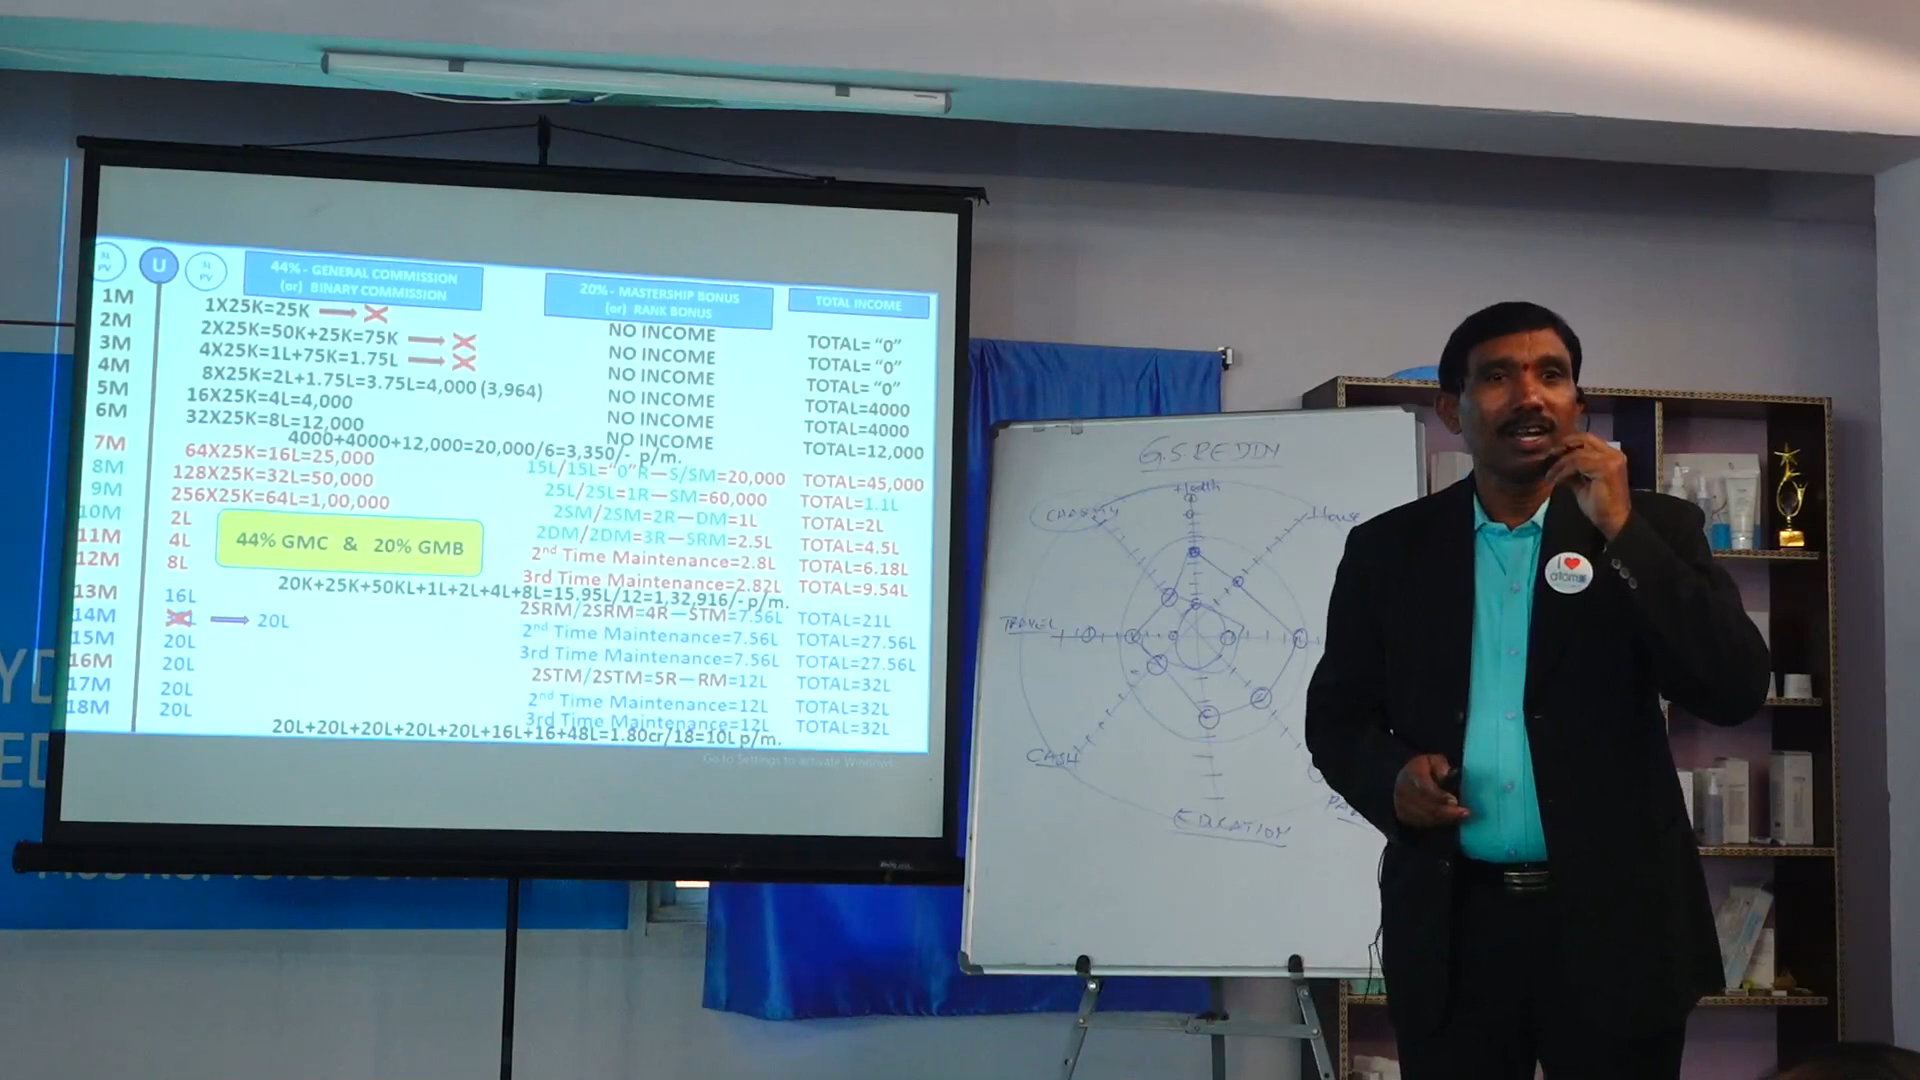 3L PV U 3L PV
44% - GENERAL COMMISSION
(or) BINARY COMMISSION
20% - MASTERSHIP BONUS
(or) RANK BONUS
TOTAL INCOME
1M 1X25K=25K NO INCOME TOTAL= “0”
2M 2X25K=50K+25K=75K NO INCOME TOTAL= “0”
3M 4X25K=1L+75K=1.75L NO INCOME TOTAL= “0”
4M 8X25K=2L+1.75L=3.75L=4,000 (3,964) NO INCOME TOTAL=4000
5M 16X25K=4L=4,000 NO INCOME TOTAL=4000
6M 32X25K=8L=12,000 NO INCOME TOTAL=12,000
4000+4000+12,000=20,000/6=3,350/- p/m.
7M 64X25K=16L=25,000 15L/15L=“0”R—S/SM=20,000 TOTAL=45,000
8M 128X25K=32L=50,000 25L/25L=1R—SM=60,000 TOTAL=1.1L
9M 256X25K=64L=1,00,000 2SM/2SM=2R—DM=1L TOTAL=2L
10M 2L 2DM/2DM=3R—SRM=2.5L TOTAL=4.5L
11M 4L 2nd Time Maintenance=2.8L TOTAL=6.18L
12M 8L 3rd Time Maintenance=2.82L TOTAL=9.54L
44% GMC & 20% GMB
20K+25K+50KL+1L+2L+4L+8L=15.95L/12=1,32,916/- p/m.
13M 16L 2SRM/2SRM=4R—STM=7.56L TOTAL=21L
14M 20L 2nd Time Maintenance=7.56L TOTAL=27.56L
15M 20L 3rd Time Maintenance=7.56L TOTAL=27.56L
16M 20L 2STM/2STM=5R—RM=12L TOTAL=32L
17M 20L 2nd Time Maintenance=12L TOTAL=32L
18M 20L 3rd Time Maintenance=12L TOTAL=32L
20L+20L+20L+20L+20L+16L+16+48L=1.80cr/18=10L p/m.
Go to Settings to activate Windows.
G.S.REDDY
Health
CHARITY
House
TRAVEL
CASH
EDUCATION
I
atom